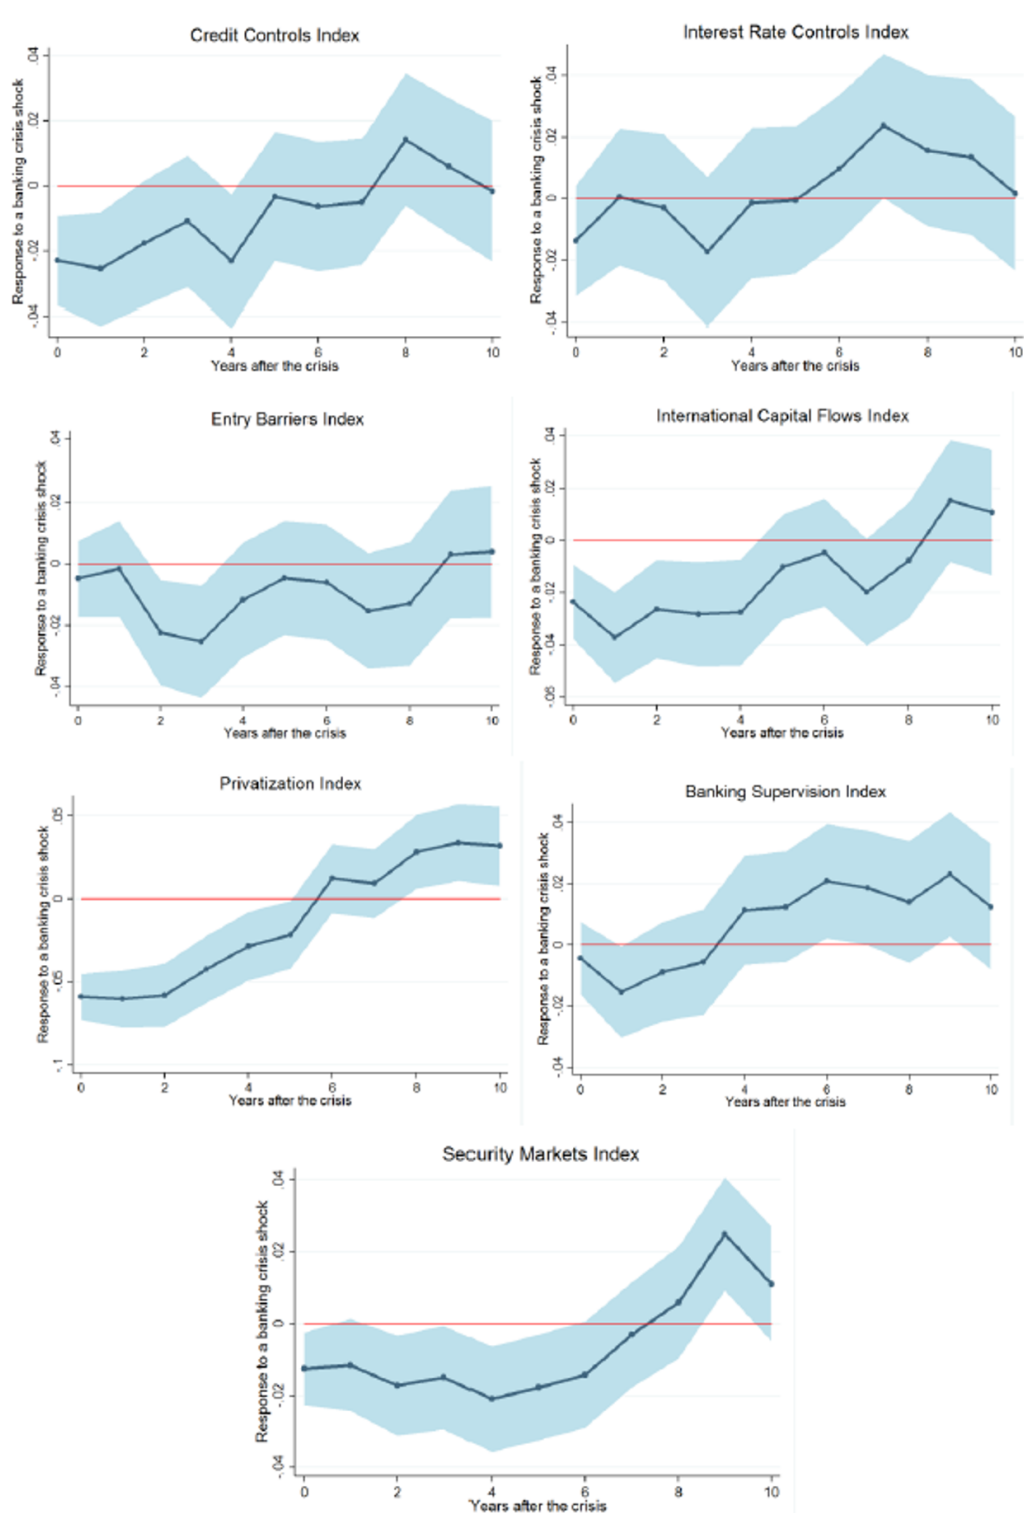 Credit Controls Index
Response to a banking crisis shock
.04
.02
0
-.02
-.04
0 2 4 6 8 10
Years after the crisis
Interest Rate Controls Index
Response to a banking crisis shock
.04
.02
0
-.02
-.04
0 2 4 6 8 10
Years after the crisis
Entry Barriers Index
Response to a banking crisis shock
.04
.02
0
-.02
-.04
0 2 4 6 8 10
Years after the crisis
International Capital Flows Index
Response to a banking crisis shock
.04
.02
0
-.02
-.04
-.06
0 2 4 6 8 10
Years after the crisis
Privatization Index
Response to a banking crisis shock
.05
0
-.05
-.1
0 2 4 6 8 10
Years after the crisis
Banking Supervision Index
Response to a banking crisis shock
.04
.02
0
-.02
-.04
0 2 4 6 8 10
Years after the crisis
Security Markets Index
Response to a banking crisis shock
.04
.02
0
-.02
-.04
0 2 4 6 8 10
Years after the crisis